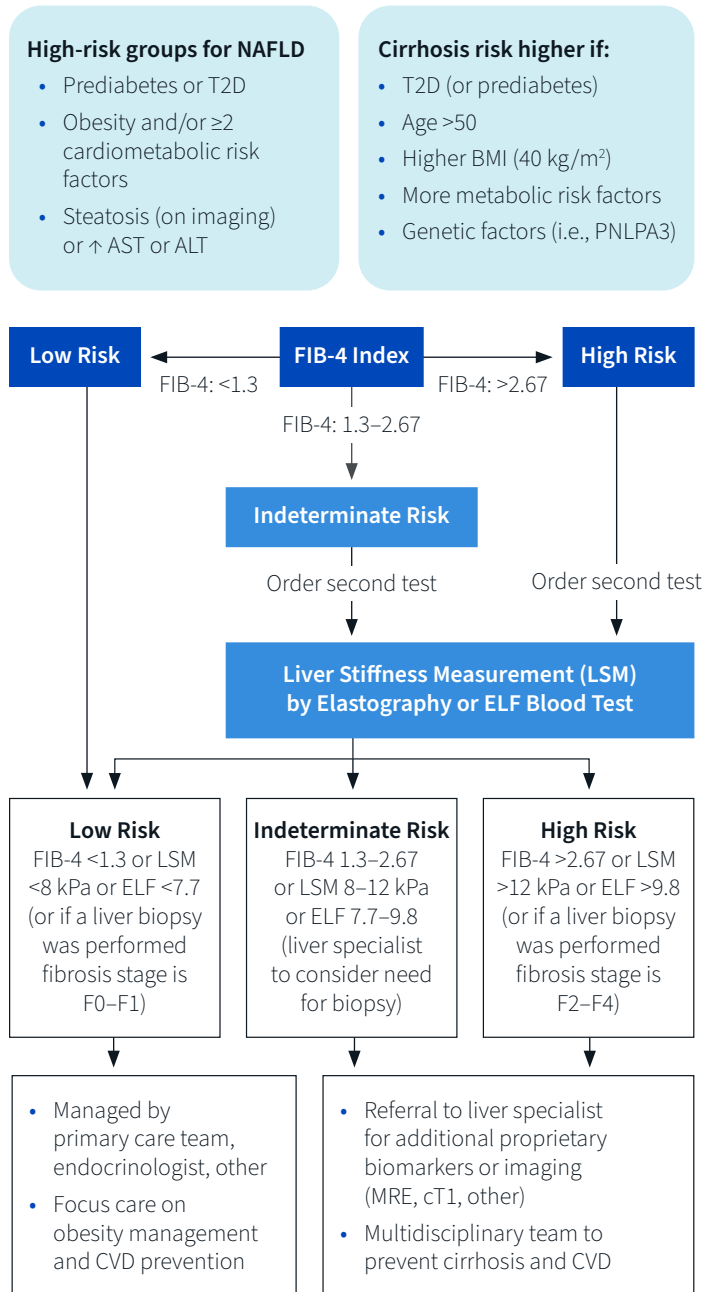 High-risk groups for NAFLD
• Prediabetes or T2D
• Obesity and/or ≥2
cardiometabolic risk
factors
• Steatosis (on imaging)
or ↑ AST or ALT
Cirrhosis risk higher if:
• T2D (or prediabetes)
• Age >50
• Higher BMI (40 kg/m²)
• More metabolic risk factors
• Genetic factors (i.e., PNLPA3)
Low Risk
FIB-4 Index
High Risk
FIB-4: <1.3
FIB-4: >2.67
FIB-4: 1.3–2.67
Indeterminate Risk
Order second test
Order second test
Liver Stiffness Measurement (LSM)
by Elastography or ELF Blood Test
Low Risk
FIB-4 <1.3 or LSM
<8 kPa or ELF <7.7
(or if a liver biopsy
was performed
fibrosis stage is
F0–F1)
Indeterminate Risk
FIB-4 1.3–2.67
or LSM 8–12 kPa
or ELF 7.7–9.8
(liver specialist
to consider need
for biopsy)
High Risk
FIB-4 >2.67 or LSM
>12 kPa or ELF >9.8
(or if a liver biopsy
was performed
fibrosis stage is
F2–F4)
• Managed by
primary care team,
endocrinologist, other
• Focus care on
obesity management
and CVD prevention
• Referral to liver specialist
for additional proprietary
biomarkers or imaging
(MRE, cT1, other)
• Multidisciplinary team to
prevent cirrhosis and CVD